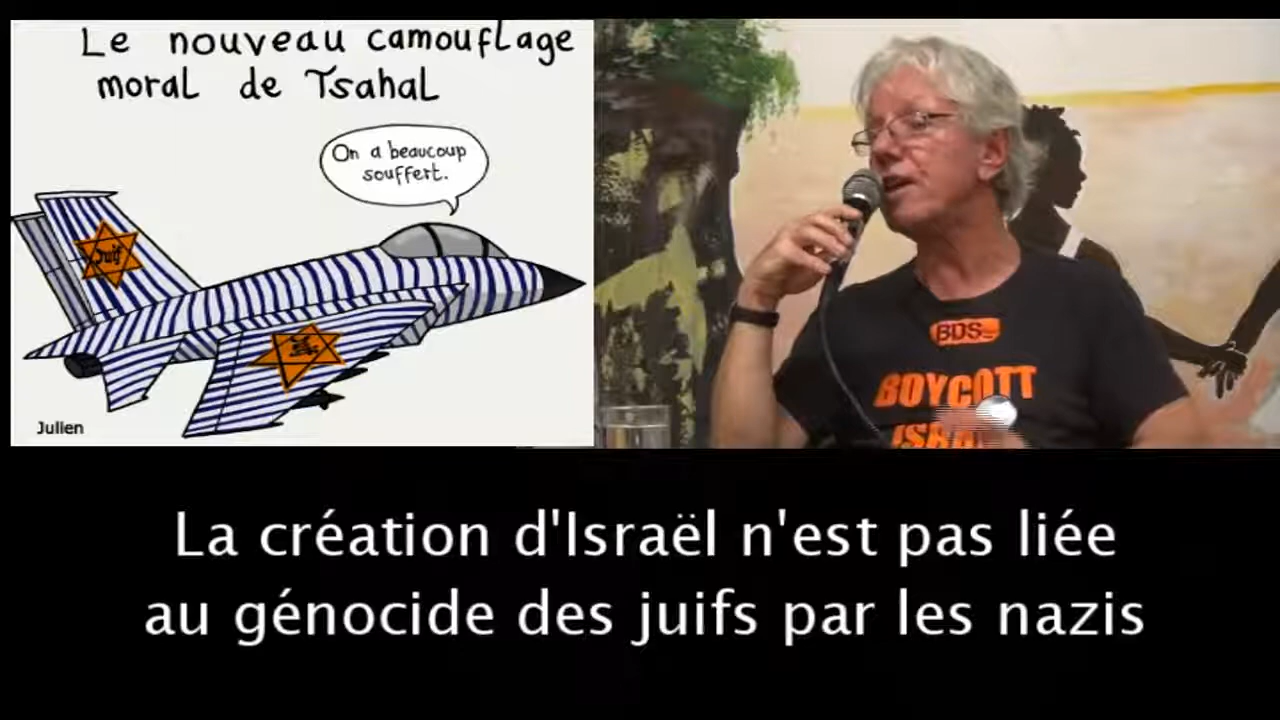 Le nouveau camouflage
moral de Tsahal
On a beaucoup
souffert.
Juif
Julien
BDS
BOYCOTT
La création d'Israël n'est pas liée
au génocide des juifs par les nazis